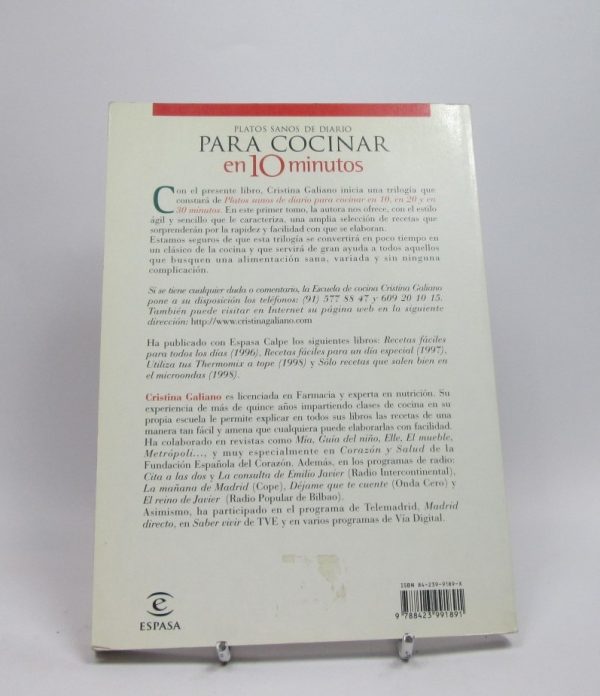 PLATOS SANOS DE DIARIO
PARA COCINAR
en 10 minutos
Con el presente libro, Cristina Galiano inicia una trilogía que
constará de Platos sanos de diario para cocinar en 10, en 20 y en
30 minutos. En este primer tomo, la autora nos ofrece, con el estilo
ágil y sencillo que le caracteriza, una amplia selección de recetas que
sorprenderán por la rapidez y facilidad con que se elaboran.
Estamos seguros de que esta trilogía se convertirá en poco tiempo en
un clásico de la cocina y que servirá de gran ayuda a todos aquellos
que busquen una alimentación sana, variada y sin ninguna
complicación.
Si se tiene cualquier duda o comentario, la Escuela de cocina Cristina Galiano
pone a su disposición los teléfonos: (91) 577 88 47 y 609 20 10 15.
También puede visitar en Internet su página web en la siguiente
dirección: http://www.cristinagaliano.com
Ha publicado con Espasa Calpe los siguientes libros: Recetas fáciles
para todos los días (1996), Recetas fáciles para un día especial (1997),
Utiliza tus Thermomix a tope (1998) y Sólo recetas que salen bien en
el microondas (1998).
Cristina Galiano es licenciada en Farmacia y experta en nutrición. Su
experiencia de más de quince años impartiendo clases de cocina en su
propia escuela le permite explicar en todos sus libros las recetas de una
manera tan fácil y amena que cualquiera puede elaborarlas con facilidad.
Ha colaborado en revistas como Mía, Guía del niño, Elle, El mueble,
Metrópoli..., y muy especialmente en Corazón y Salud de la
Fundación Española del Corazón. Además, en los programas de radio:
Cita a las dos y La consulta de Emilio Javier (Radio Intercontinental),
La mañana de Madrid (Cope), Déjame que te cuente (Onda Cero) y
El reino de Javier (Radio Popular de Bilbao).
Asimismo, ha participado en el programa de Telemadrid, Madrid
directo, en Saber vivir de TVE y en varios programas de Vía Digital.
ISBN 84-239-9189-X
9 788423 991891
e
ESPASA